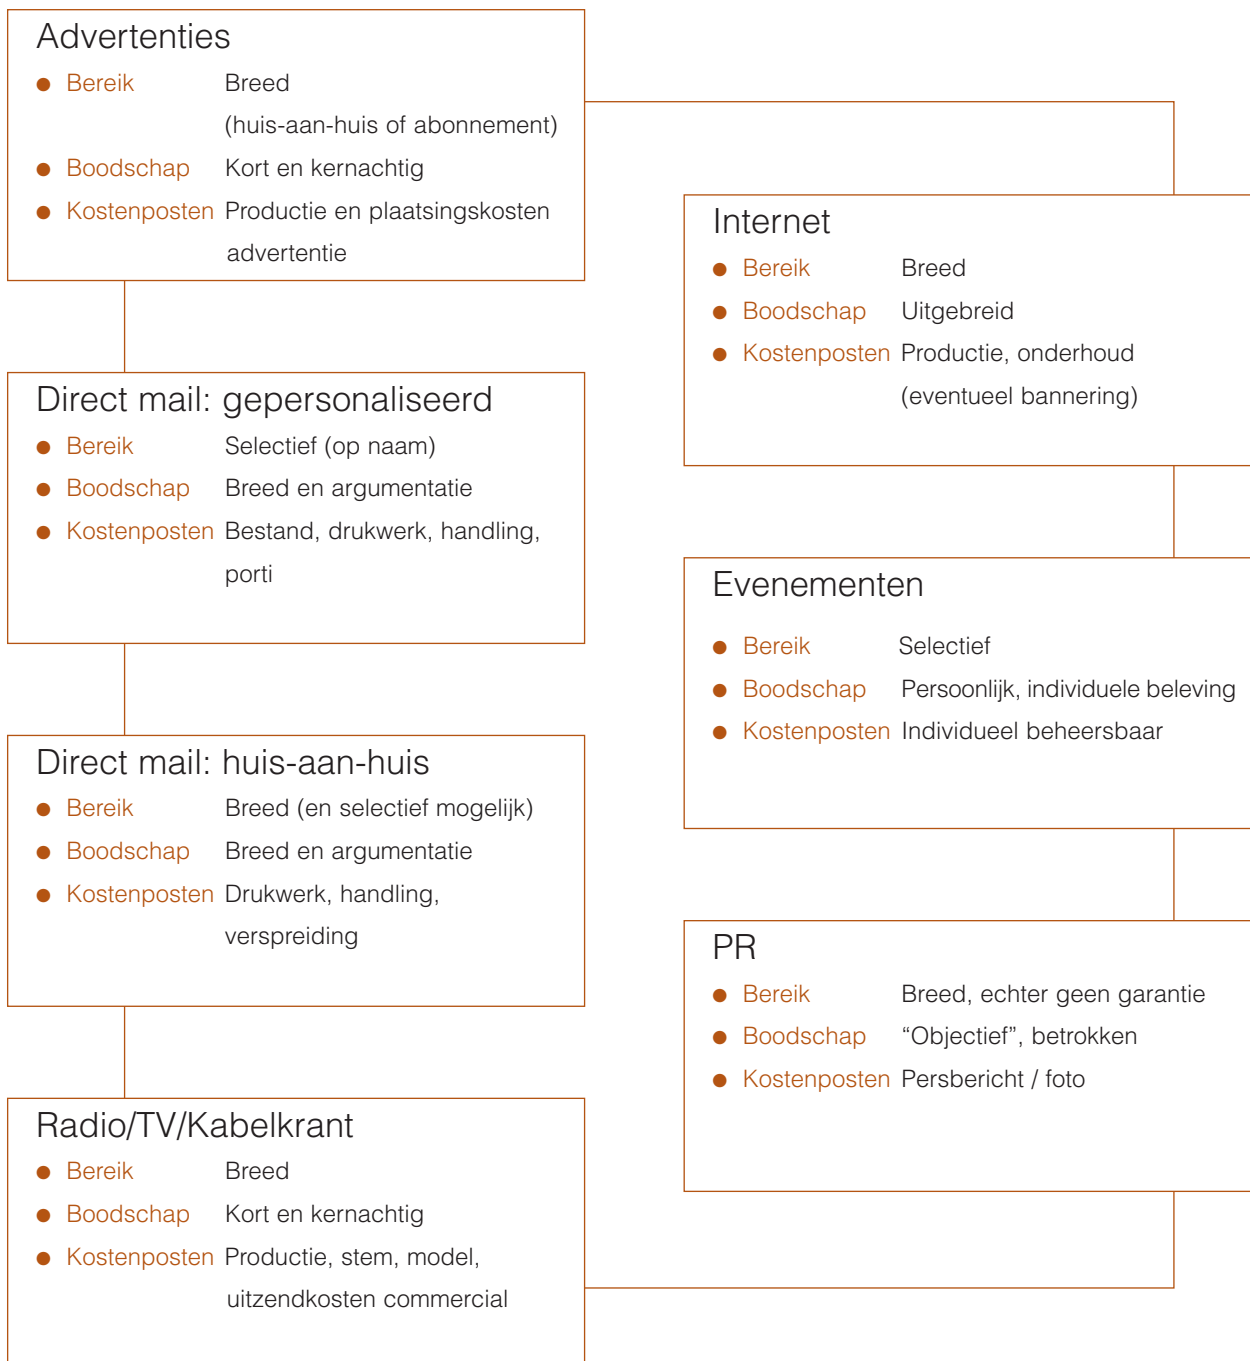 Advertenties
● Bereik Breed
(huis-aan-huis of abonnement)
● Boodschap Kort en kernachtig
● Kostenposten Productie en plaatsingskosten
advertentie
Direct mail: gepersonaliseerd
● Bereik Selectief (op naam)
● Boodschap Breed en argumentatie
● Kostenposten Bestand, drukwerk, handling,
porti
Direct mail: huis-aan-huis
● Bereik Breed (en selectief mogelijk)
● Boodschap Breed en argumentatie
● Kostenposten Drukwerk, handling,
verspreiding
Radio/TV/Kabelkrant
● Bereik Breed
● Boodschap Kort en kernachtig
● Kostenposten Productie, stem, model,
uitzendkosten commercial
Internet
● Bereik Breed
● Boodschap Uitgebreid
● Kostenposten Productie, onderhoud
(eventueel bannering)
Evenementen
● Bereik Selectief
● Boodschap Persoonlijk, individuele beleving
● Kostenposten Individueel beheersbaar
PR
● Bereik Breed, echter geen garantie
● Boodschap “Objectief”, betrokken
● Kostenposten Persbericht / foto